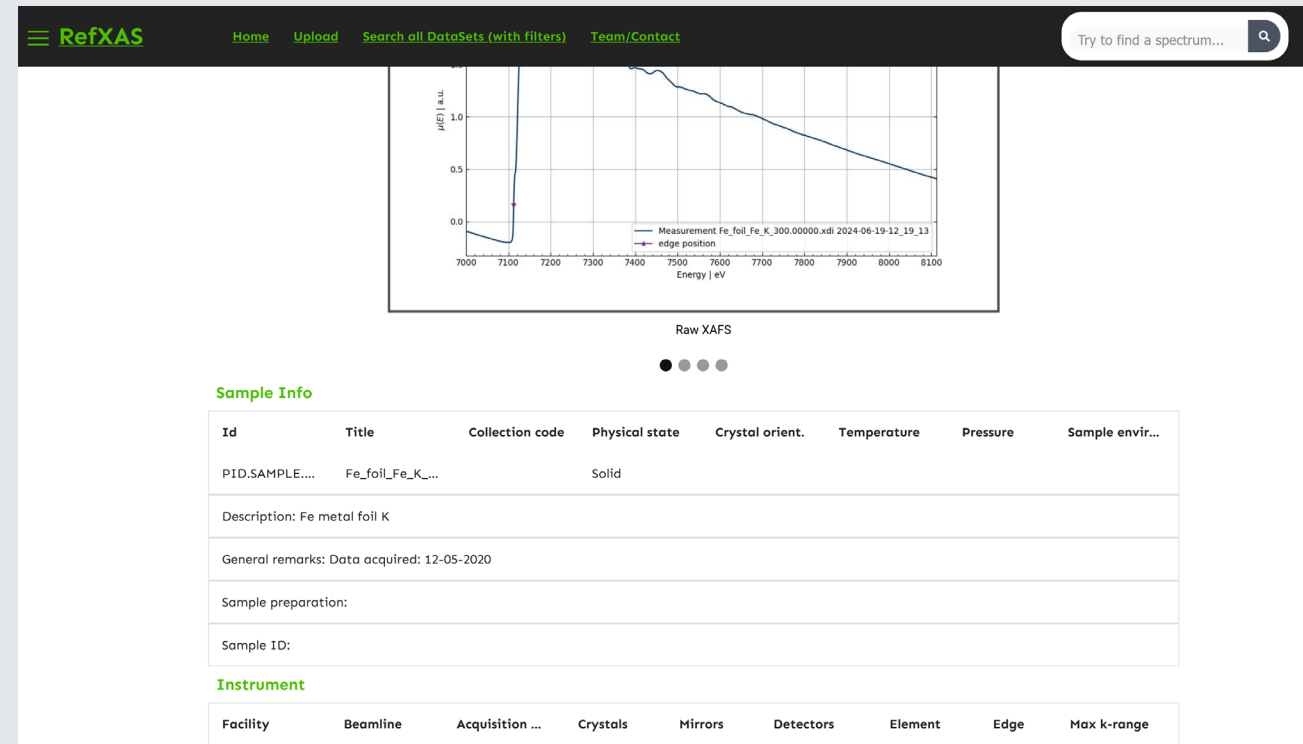 RefXAS
Home Upload Search all DataSets (with filters) Team/Contact
Try to find a spectrum...
μ(E) | a.u.
1.0
0.5
0.0
Measurement Fe_foil_Fe_K_300.00000.xdi 2024-06-19-12_19_13
edge position
7000 7100 7200 7300 7400 7500 7600 7700 7800 7900 8000 8100
Energy | eV
Raw XAFS
Sample Info
Id Title Collection code Physical state Crystal orient. Temperature Pressure Sample envir...
PID.SAMPLE.... Fe_foil_Fe_K_... Solid
Description: Fe metal foil K
General remarks: Data acquired: 12-05-2020
Sample preparation:
Sample ID:
Instrument
Facility Beamline Acquisition ... Crystals Mirrors Detectors Element Edge Max k-range